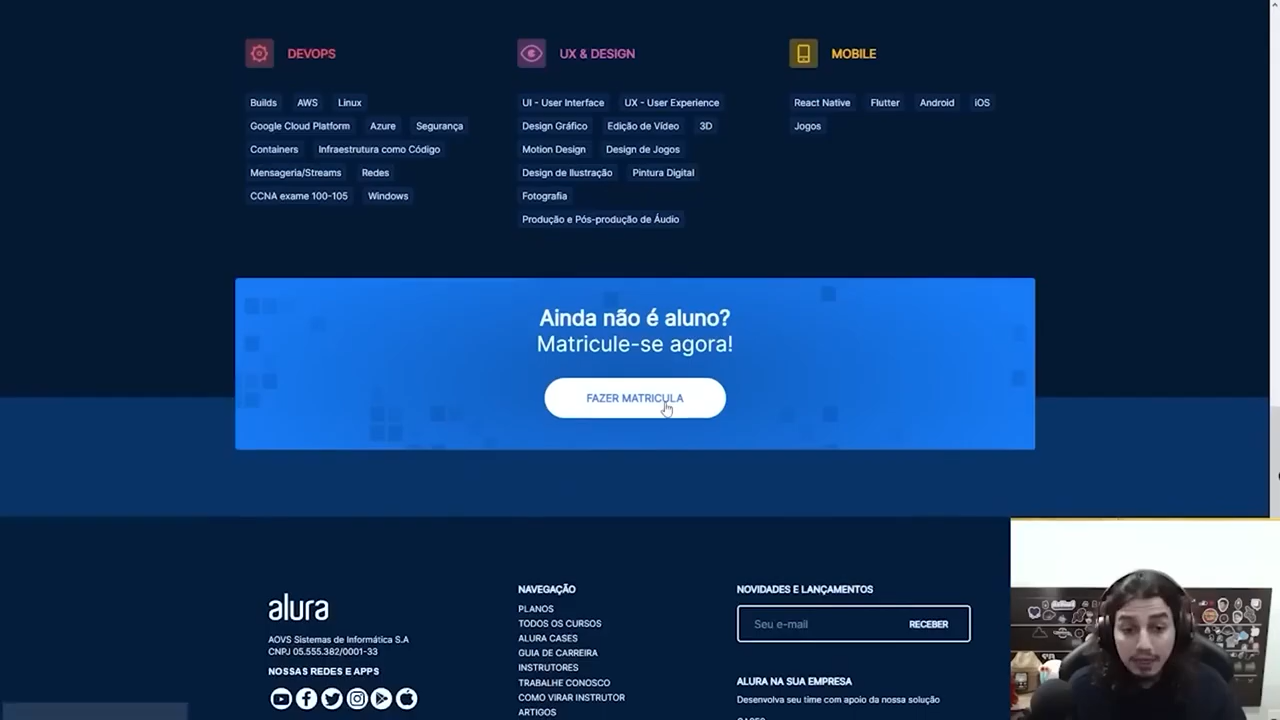 DEVOPS
Builds AWS Linux
Google Cloud Platform Azure Segurança
Containers Infraestrutura como Código
Mensageria/Streams Redes
CCNA exame 100-105 Windows
UX & DESIGN
UI - User Interface UX - User Experience
Design Gráfico Edição de Vídeo 3D
Motion Design Design de Jogos
Design de Ilustração Pintura Digital
Fotografia
Produção e Pós-produção de Áudio
MOBILE
React Native Flutter Android iOS
Jogos
Ainda não é aluno?
Matricule-se agora!
FAZER MATRICULA
alura
AOVS Sistemas de Informática S.A
CNPJ 05.555.382/0001-33
NOSSAS REDES E APPS
NAVEGAÇÃO
PLANOS
TODOS OS CURSOS
ALURA CASES
GUIA DE CARREIRA
INSTRUTORES
TRABALHE CONOSCO
COMO VIRAR INSTRUTOR
ARTIGOS
NOVIDADES E LANÇAMENTOS
Seu e-mail RECEBER
ALURA NA SUA EMPRESA
Desenvolva seu time com apoio da nossa solução